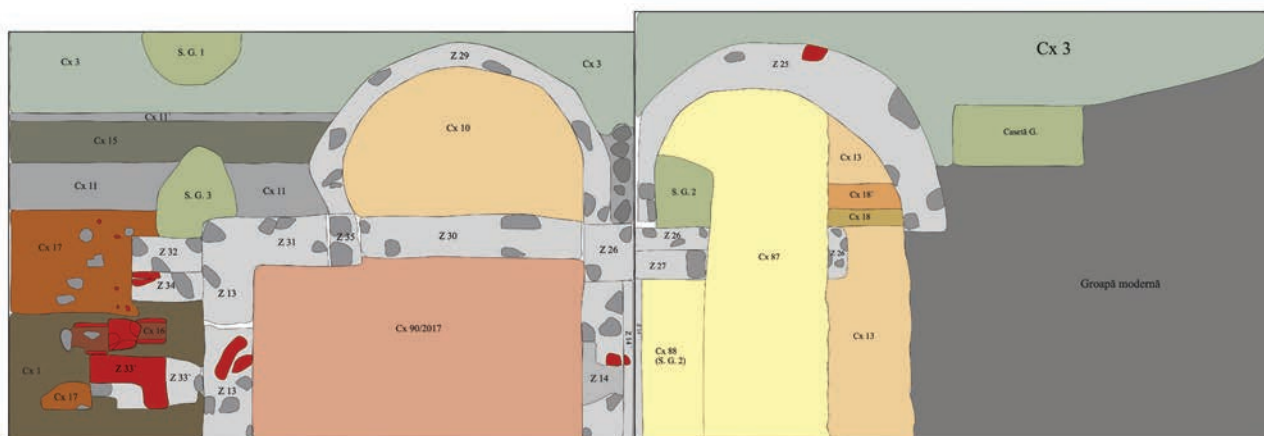 S. G. 1
Cx 3
Z 29
Cx 3
Z 25
Cx 3
Cx 11'
Cx 15
Cx 10
Casetă G.
Cx 13
Cx 11
S. G. 3
Cx 11
S. G. 2
Cx 18'
Cx 18
Cx 17
Z 32
Z 31
Z 35
Z 30
Z 26
Z 26
Z 34
Z 13
Z 27
Cx 87
Groapă modernă
Cx 16
Cx 90/2017
Cx 13
Cx 1
Z 33'
Z 33'
Cx 88
(S. G. 2)
Z 14
Cx 17
Z 13
Z 14